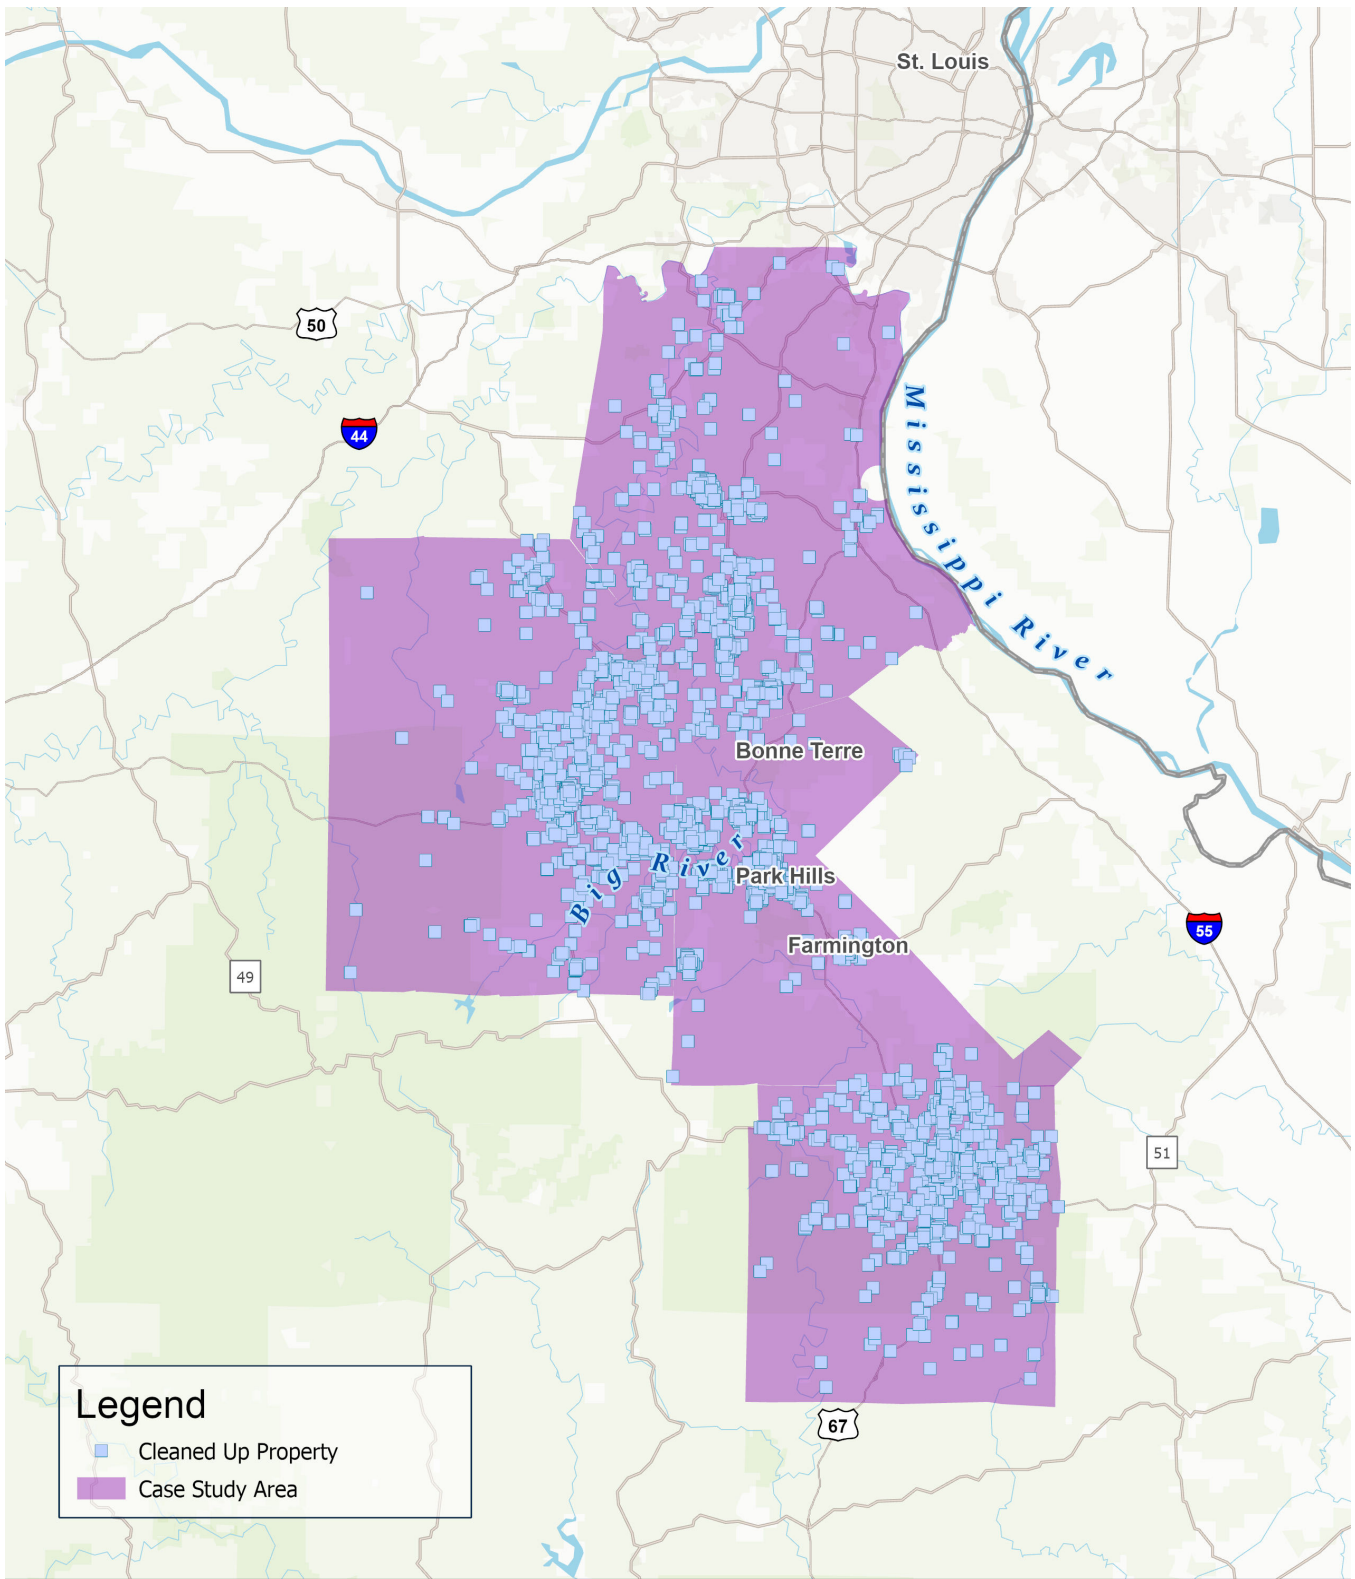 St. Louis
50
44
Mississippi River
Bonne Terre
Big River
Park Hills
Farmington
55
49
51
67
Legend
Cleaned Up Property
Case Study Area